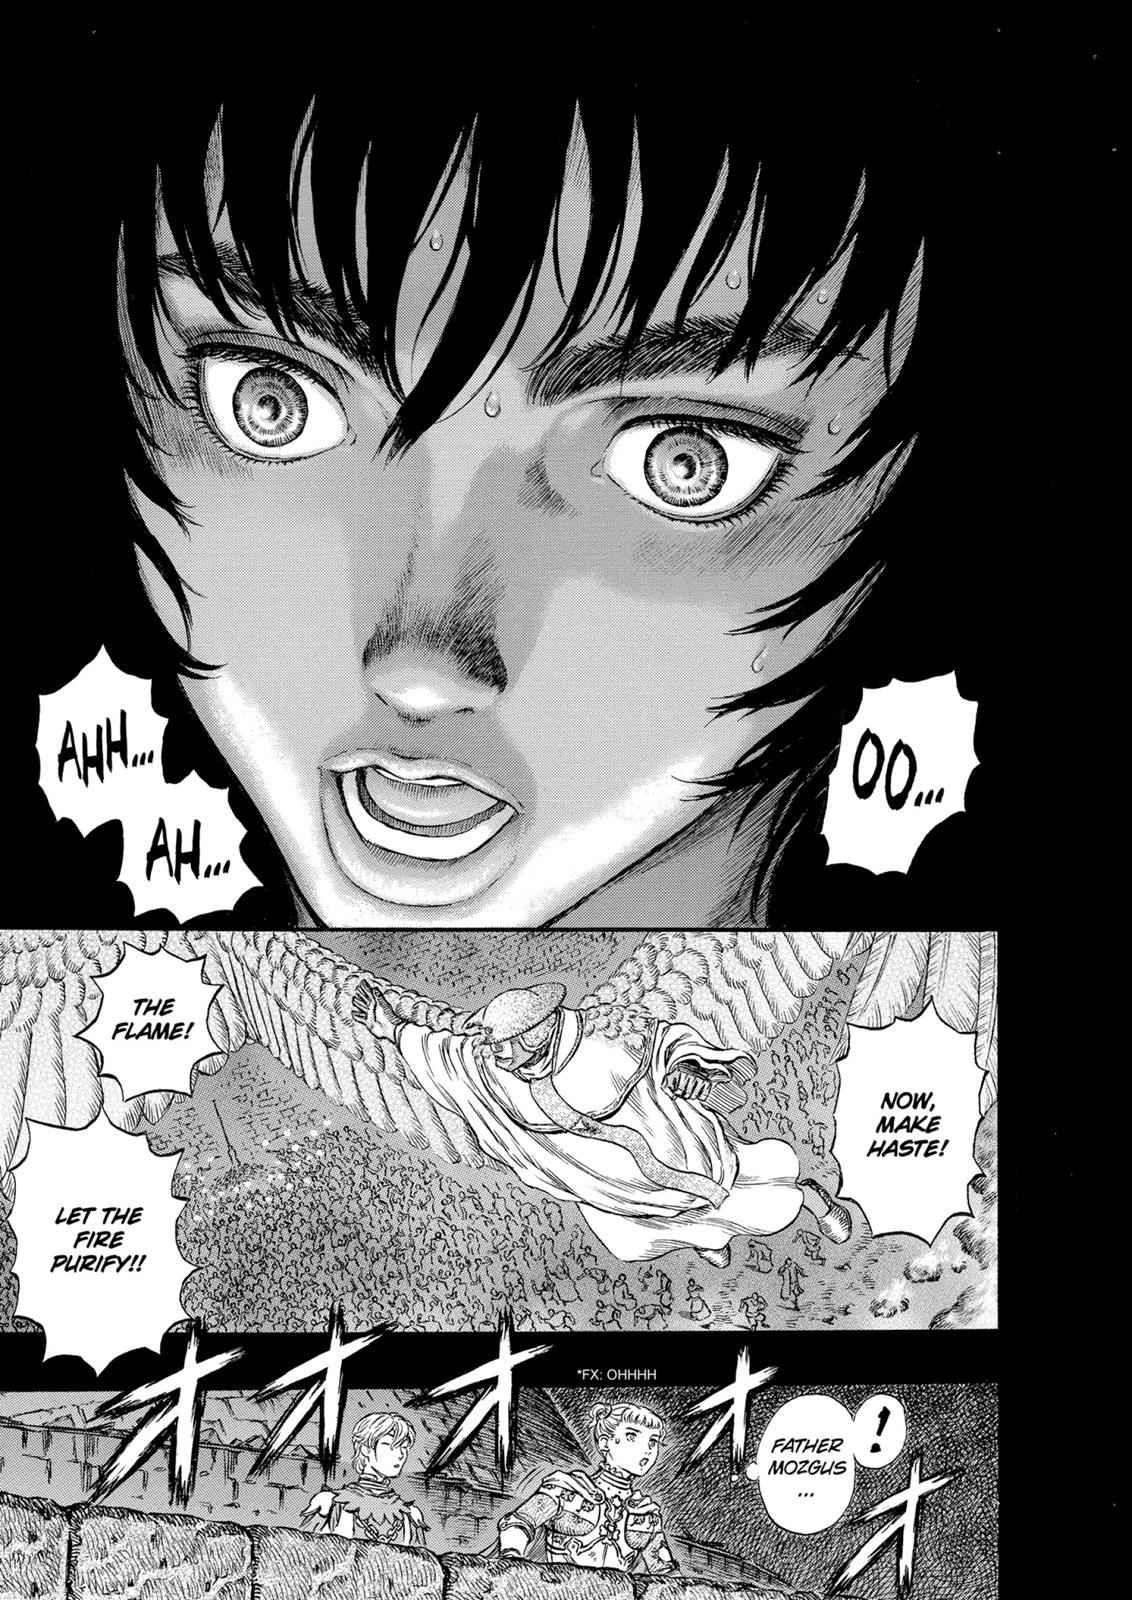 OO...
AHH...
AH...
NOW,
MAKE
HASTE!
THE
FLAME!
LET THE
FIRE
PURIFY!!
*FX: OHHHH
オオオオオ
!
FATHER
MOZGUS
...